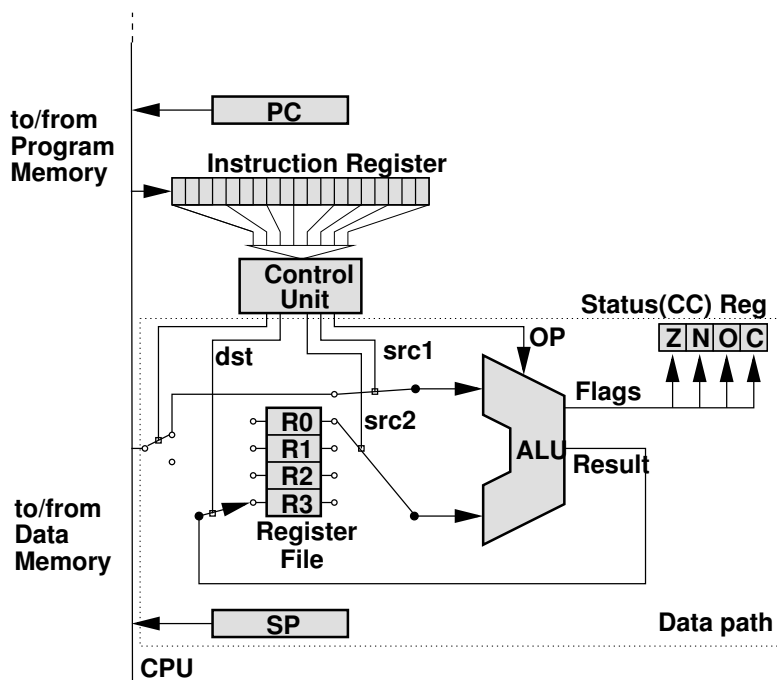 to/from
Program
Memory
PC
Instruction Register
Control
Unit
Status(CC) Reg
Z N O C
OP
dst
src1
src2
Flags
R0
R1
R2
R3
Register
File
ALU
Result
to/from
Data
Memory
SP
Data path
CPU